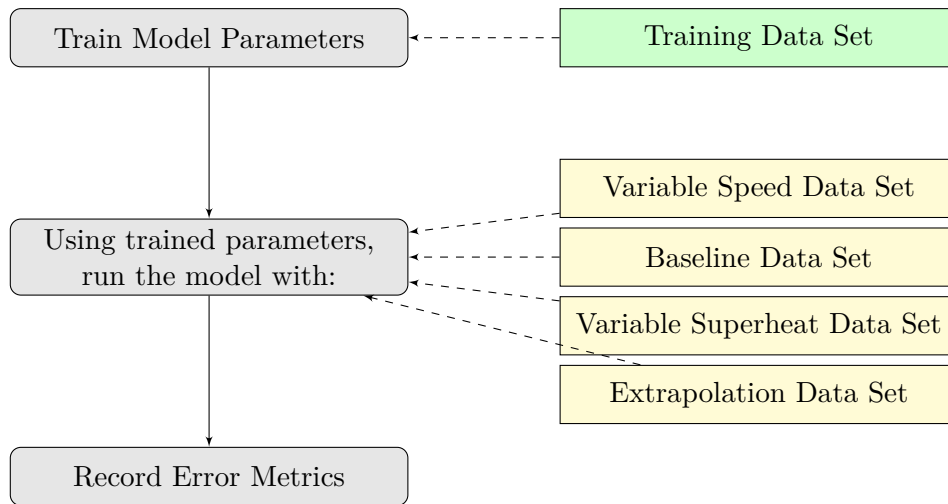 Train Model Parameters
Training Data Set
Variable Speed Data Set
Using trained parameters,
run the model with:
Baseline Data Set
Variable Superheat Data Set
Extrapolation Data Set
Record Error Metrics